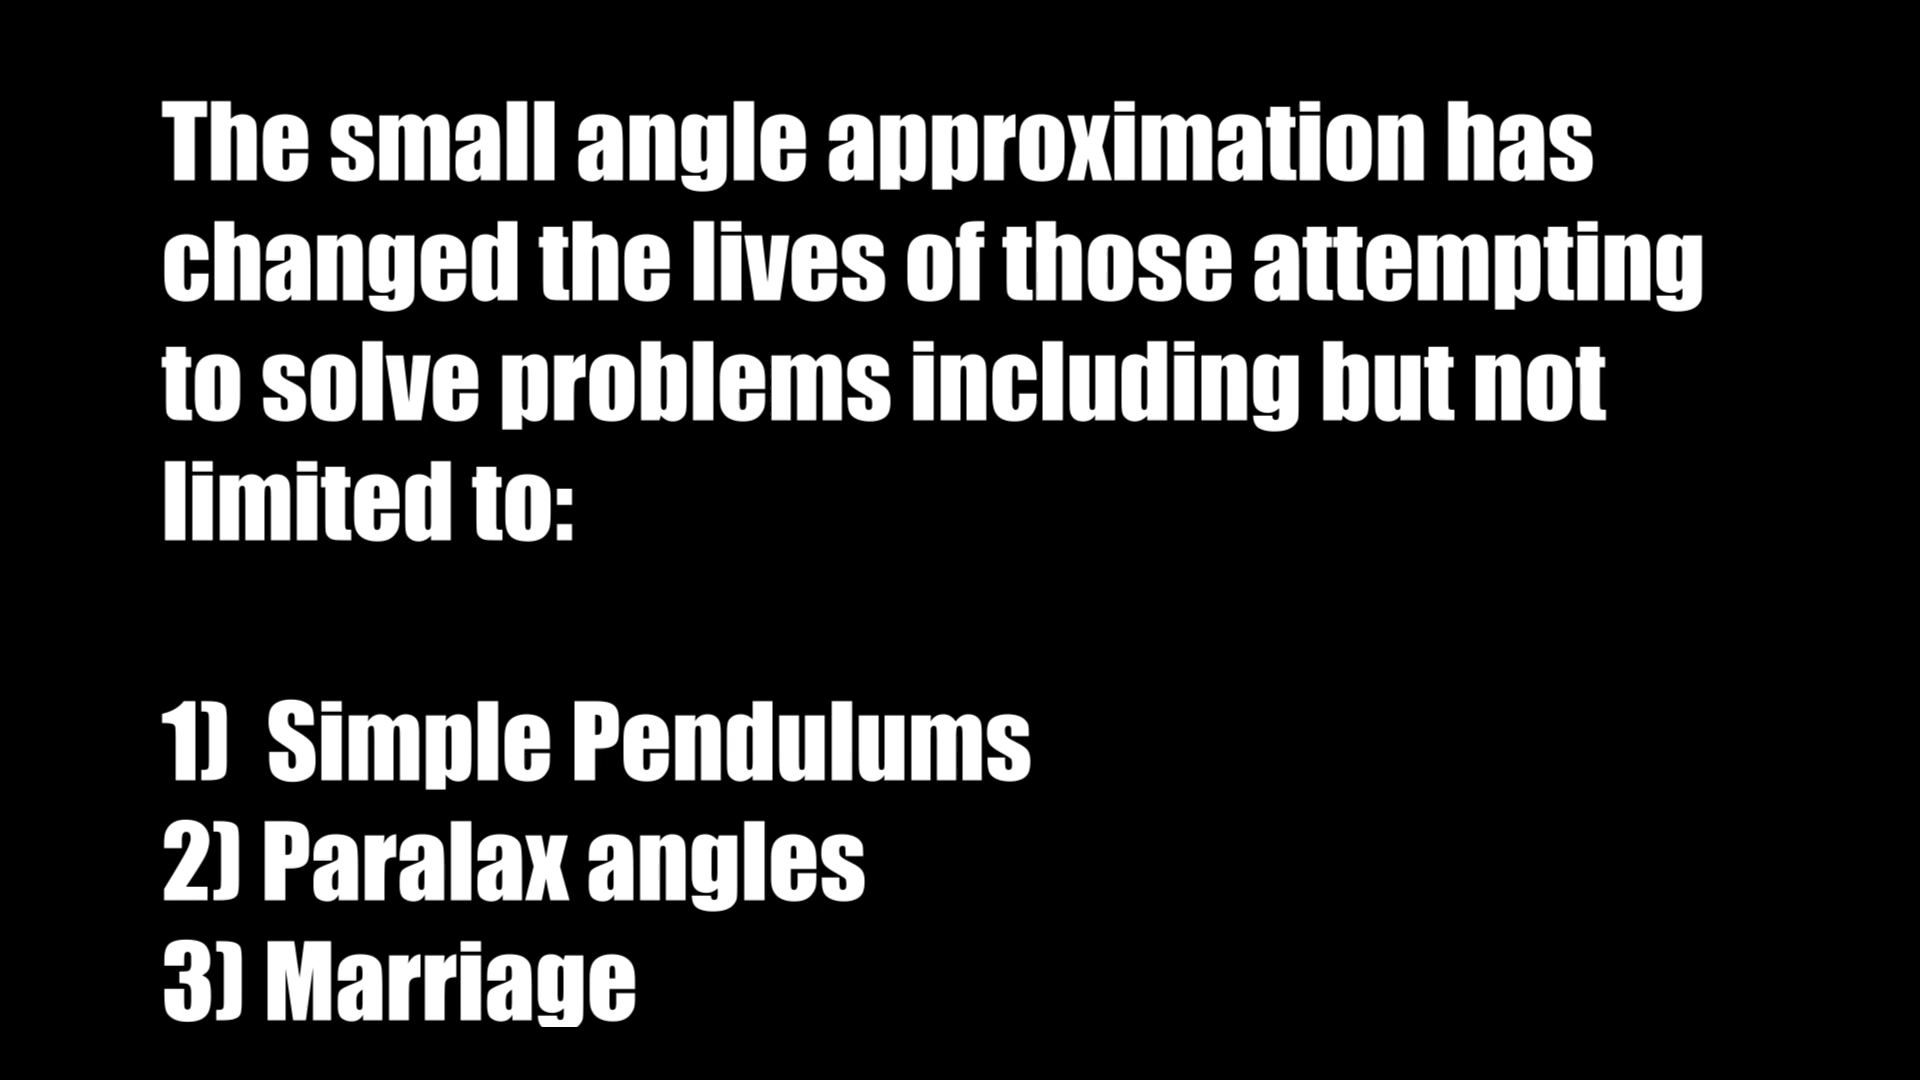 The small angle approximation has
changed the lives of those attempting
to solve problems including but not
limited to:
1) Simple Pendulums
2) Paralax angles
3) Marriage